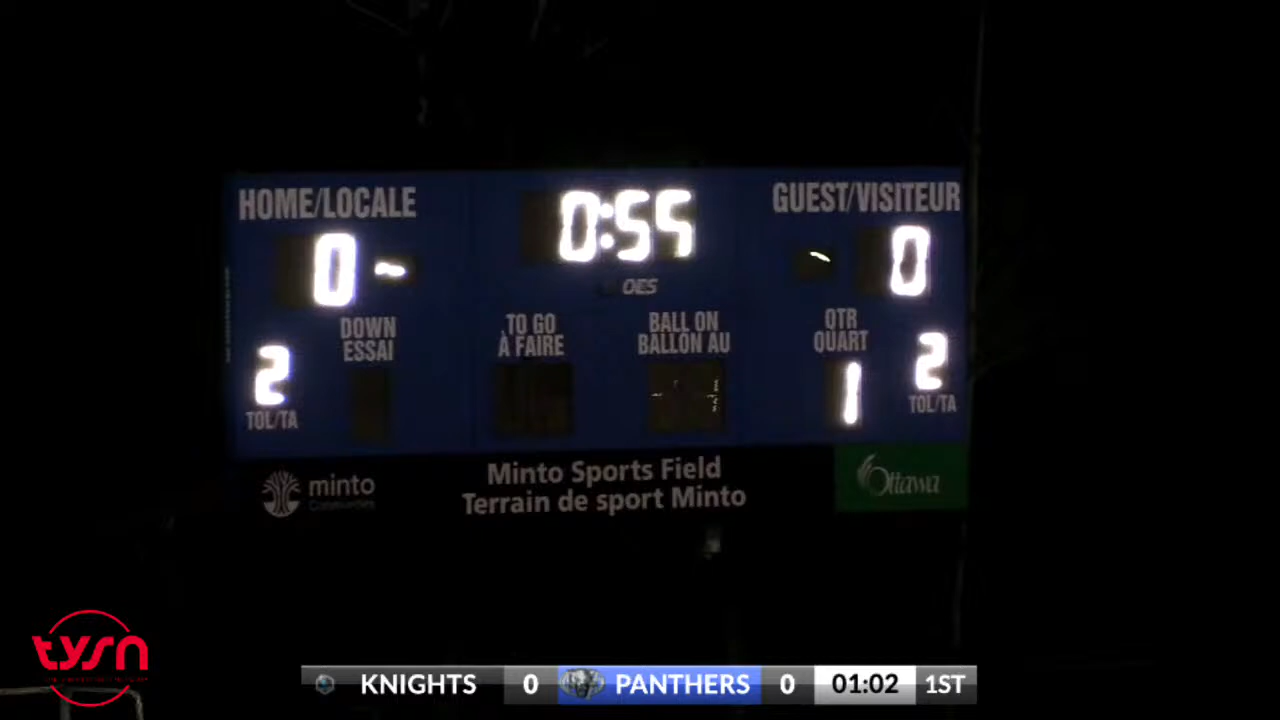 HOME/LOCALE
0:55
GUEST/VISITEUR
0
0
OES
DOWN
ESSAI
TO GO
À FAIRE
BALL ON
BALLON AU
QTR
QUART
2
1
2
TOL/TA
TOL/TA
Minto Sports Field
Terrain de sport Minto
minto
Communities
Ottawa
tysn
KNIGHTS 0 PANTHERS 0 01:02 1ST